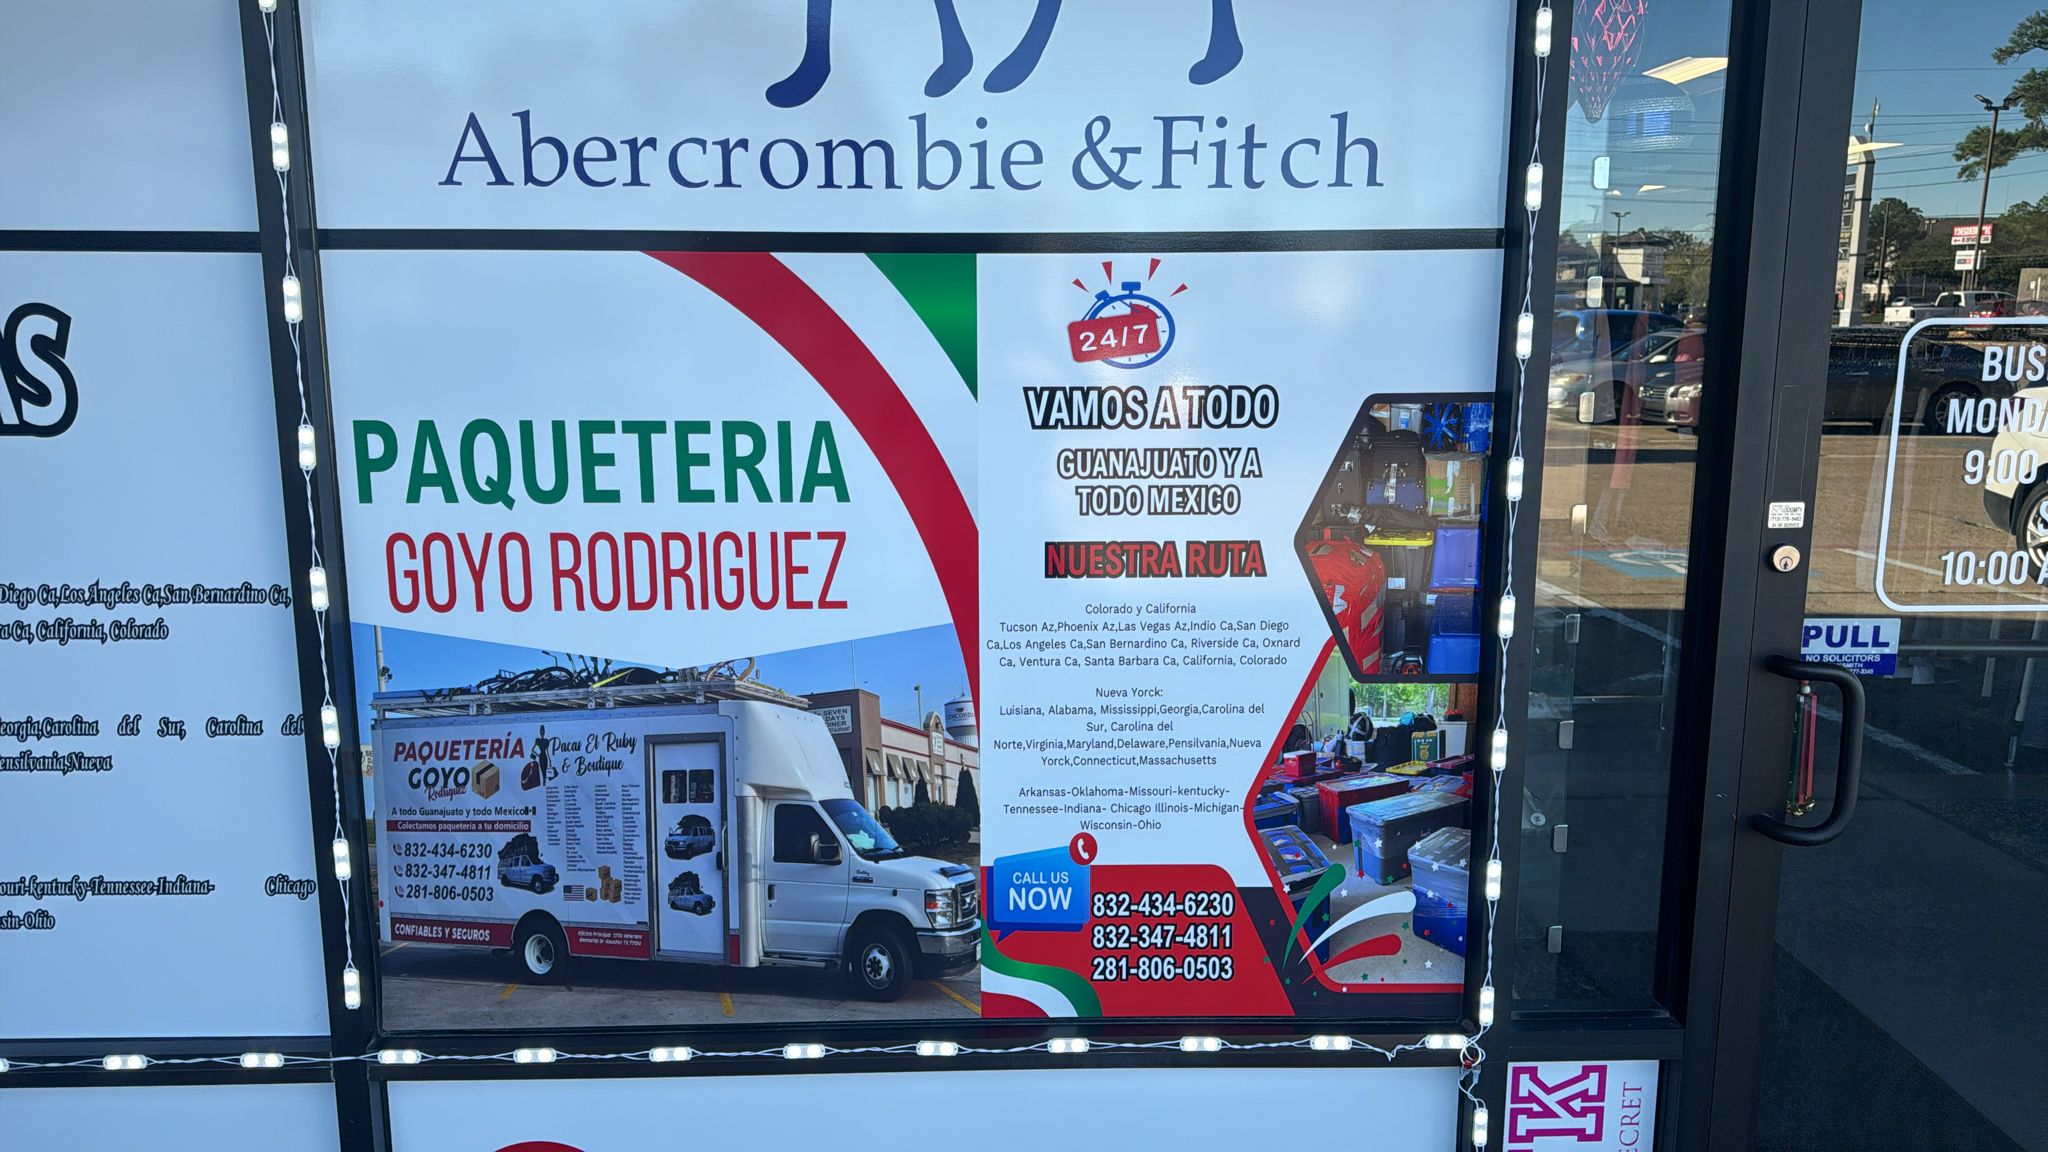 Abercrombie & Fitch
AS
Diego Ca,Los Angeles Ca,San Bernardino Ca,
Ca, California, Colorado
Carolina del Sur, Carolina del
Nueva
kentucky-Tennessee-Indiana- Chicago
Ohio
PAQUETERIA
GOYO RODRIGUEZ
PAQUETERÍA
GOYO
Rodriguez
Pacas El Ruby
& Boutique
A todo Guanajuato y todo Mexico
Colectamos paqueteria a tu domicilio
832-434-6230
832-347-4811
281-806-0503
CONFIABLES Y SEGUROS
SEVEN
DAYS
DINER
RESTAURANT
24/7
VAMOS A TODO
GUANAJUATO Y A
TODO MEXICO
NUESTRA RUTA
Colorado y California
Tucson Az,Phoenix Az,Las Vegas Az,Indio Ca,San Diego
Ca,Los Angeles Ca,San Bernardino Ca, Riverside Ca, Oxnard
Ca, Ventura Ca, Santa Barbara Ca, California, Colorado
Nueva Yorck:
Luisiana, Alabama, Mississippi,Georgia,Carolina del
Sur, Carolina del
Norte,Virginia,Maryland,Delaware,Pensilvania,Nueva
Yorck,Connecticut,Massachusetts
Arkansas-Oklahoma-Missouri-kentucky-
Tennessee-Indiana- Chicago Illinois-Michigan-
Wisconsin-Ohio
CALL US
NOW
832-434-6230
832-347-4811
281-806-0503
BUS
MONDA
9:00
S
10:00 A
PULL
NO SOLICITORS
K
CRET